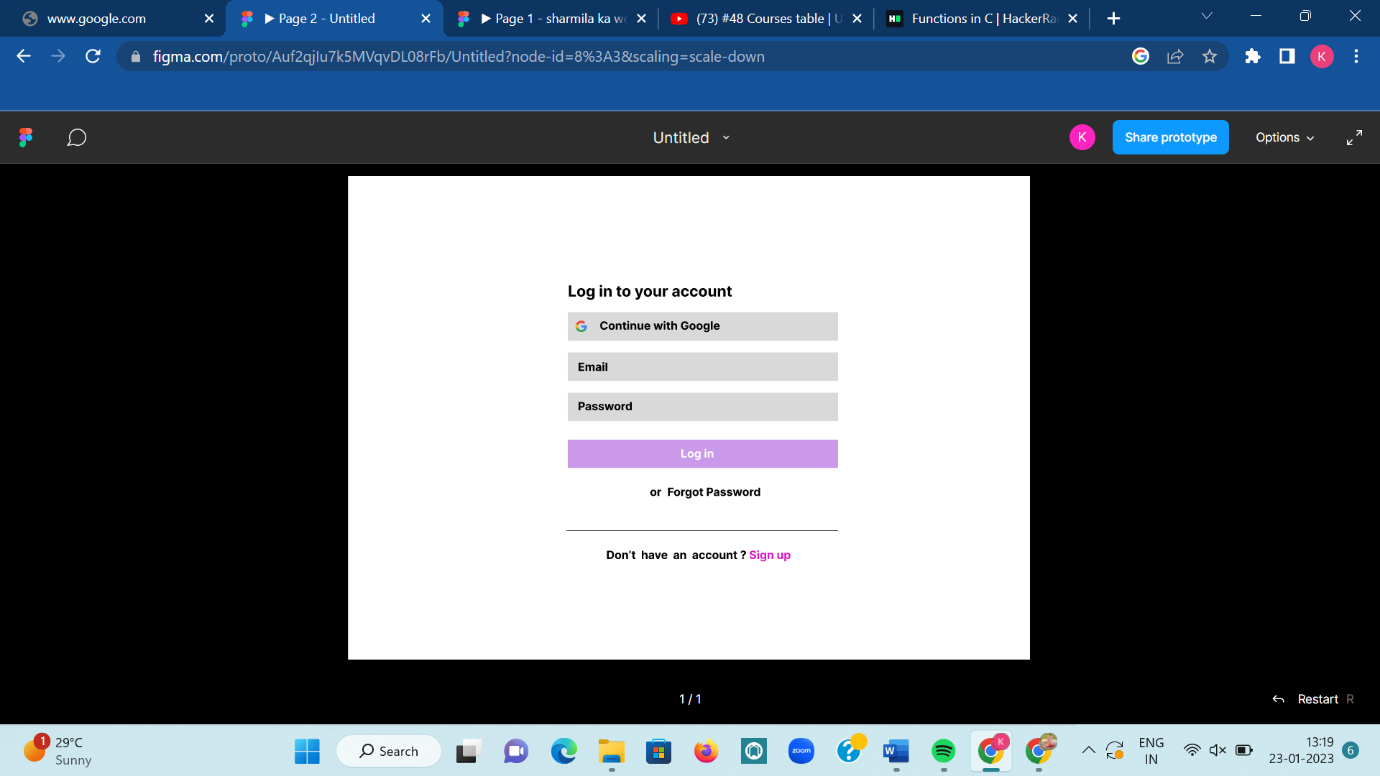 www.google.com
Page 2 - Untitled
Page 1 - sharmila ka
(73) #48 Courses table |
Functions in C | HackerRa
figma.com/proto/Auf2qjIu7k5MVqvDL08rFb/Untitled?node-id=8%3A3&scaling=scale-down
K
Untitled
K
Share prototype
Options
Log in to your account
Continue with Google
Email
Password
Log in
or Forgot Password
Don't have an account ? Sign up
1 / 1
Restart R
1
29°C
Sunny
Search
zoom
W
K
ENG
IN
13:19
23-01-2023
6